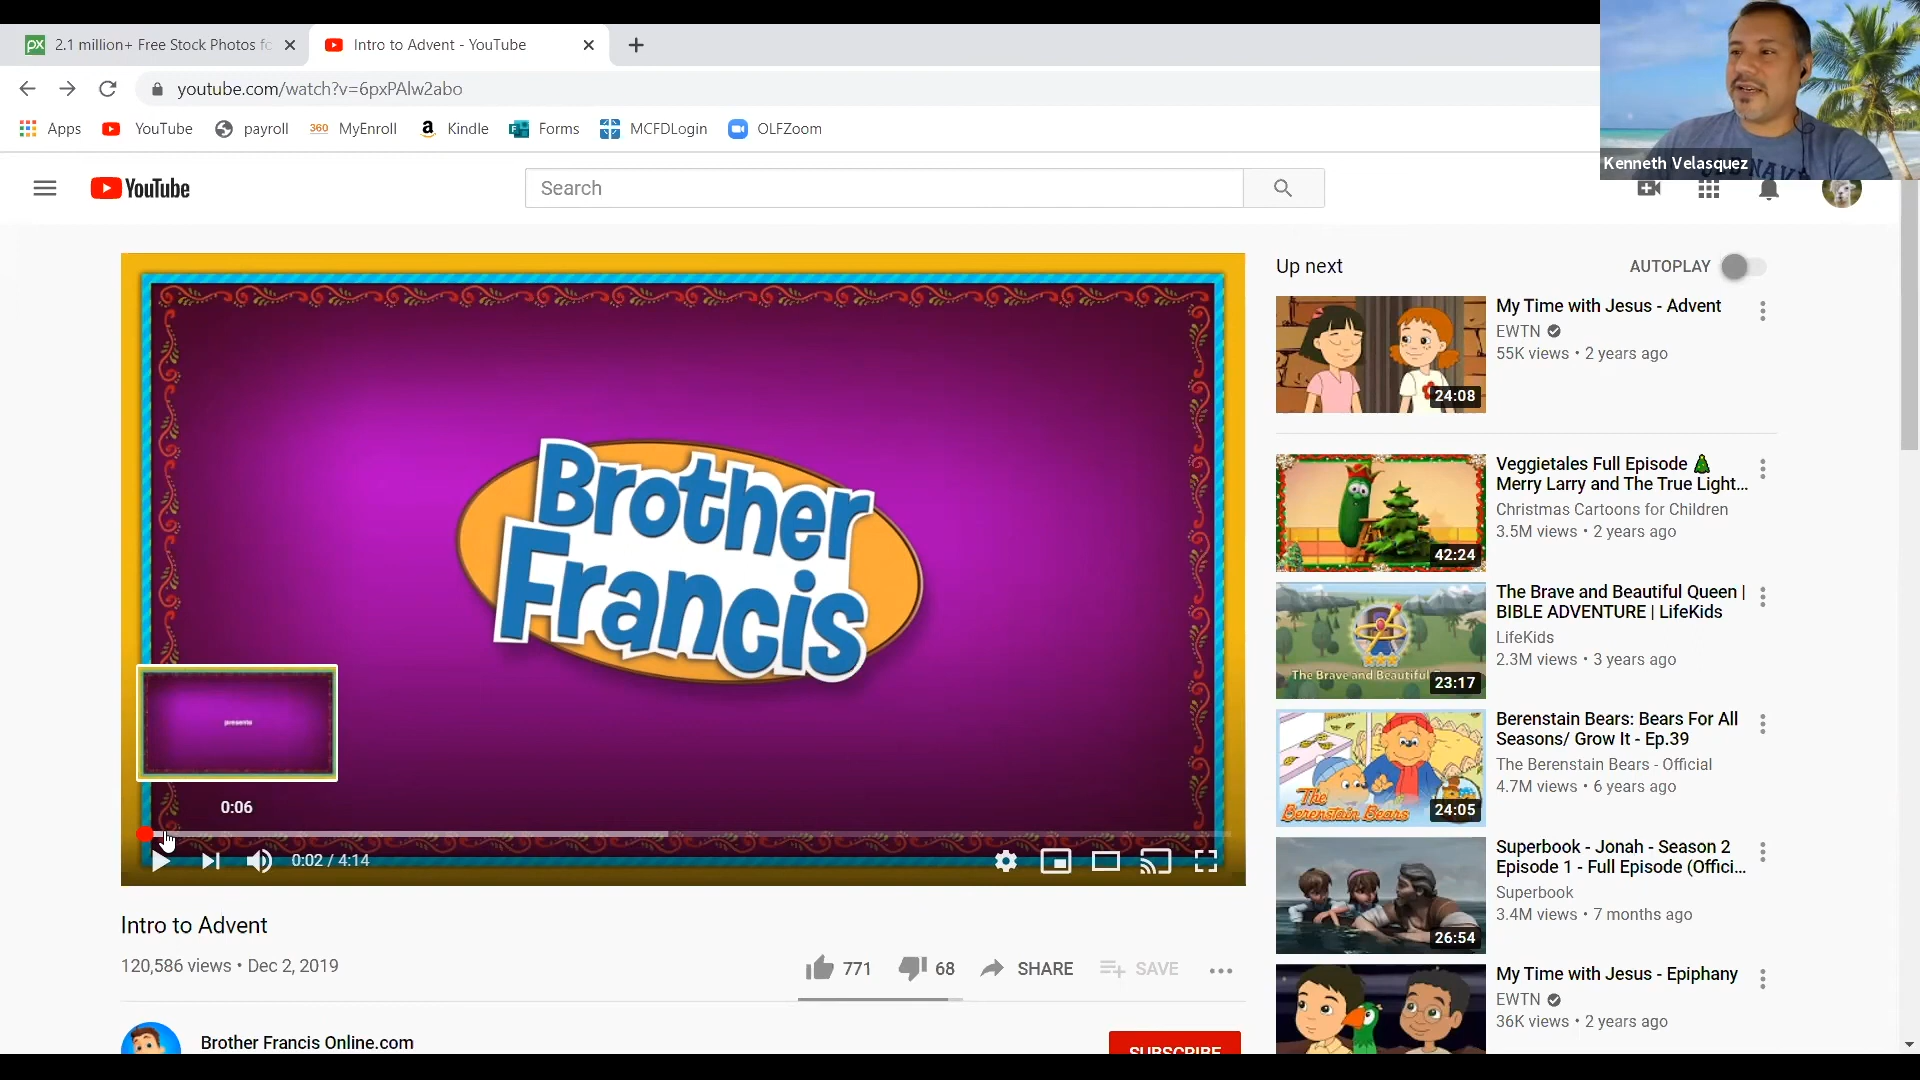 2.1 million+ Free Stock Photos fo
Intro to Advent - YouTube
youtube.com/watch?v=6pxPAlw2abo
Apps
YouTube
payroll
360 MyEnroll
Kindle
Forms
MCFDLogin
OLFZoom
Kenneth Velasquez
YouTube
Search
Brother
Francis
presents
0:06
0:02 / 4:14
Intro to Advent
120,586 views • Dec 2, 2019
771
68
SHARE
SAVE
Brother Francis Online.com
SUBSCRIBE
Up next
AUTOPLAY
My Time with Jesus - Advent
EWTN
55K views • 2 years ago
24:08
Veggietales Full Episode 🎄
Merry Larry and The True Light...
Christmas Cartoons for Children
3.5M views • 2 years ago
42:24
The Brave and Beautiful Queen |
BIBLE ADVENTURE | LifeKids
LifeKids
2.3M views • 3 years ago
The Brave and Beautiful
23:17
Berenstain Bears: Bears For All
Seasons/ Grow It - Ep.39
The Berenstain Bears - Official
4.7M views • 6 years ago
The
Berenstain Bears
24:05
Superbook - Jonah - Season 2
Episode 1 - Full Episode (Offici...
Superbook
3.4M views • 7 months ago
26:54
My Time with Jesus - Epiphany
EWTN
36K views • 2 years ago